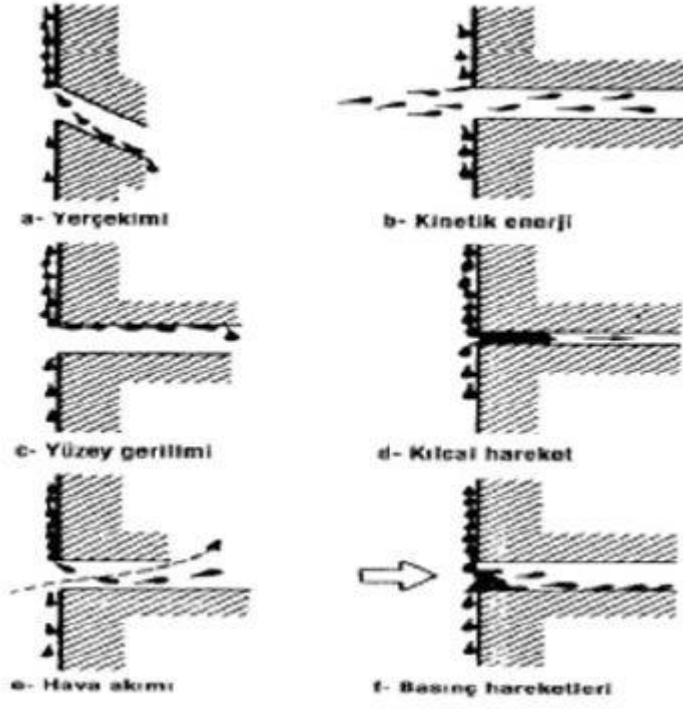 a- Yerçekimi
b- Kinetik enerji
c- Yüzey gerilimi
d- Kılcal hareket
e- Hava akımı
f- Basınç hareketleri